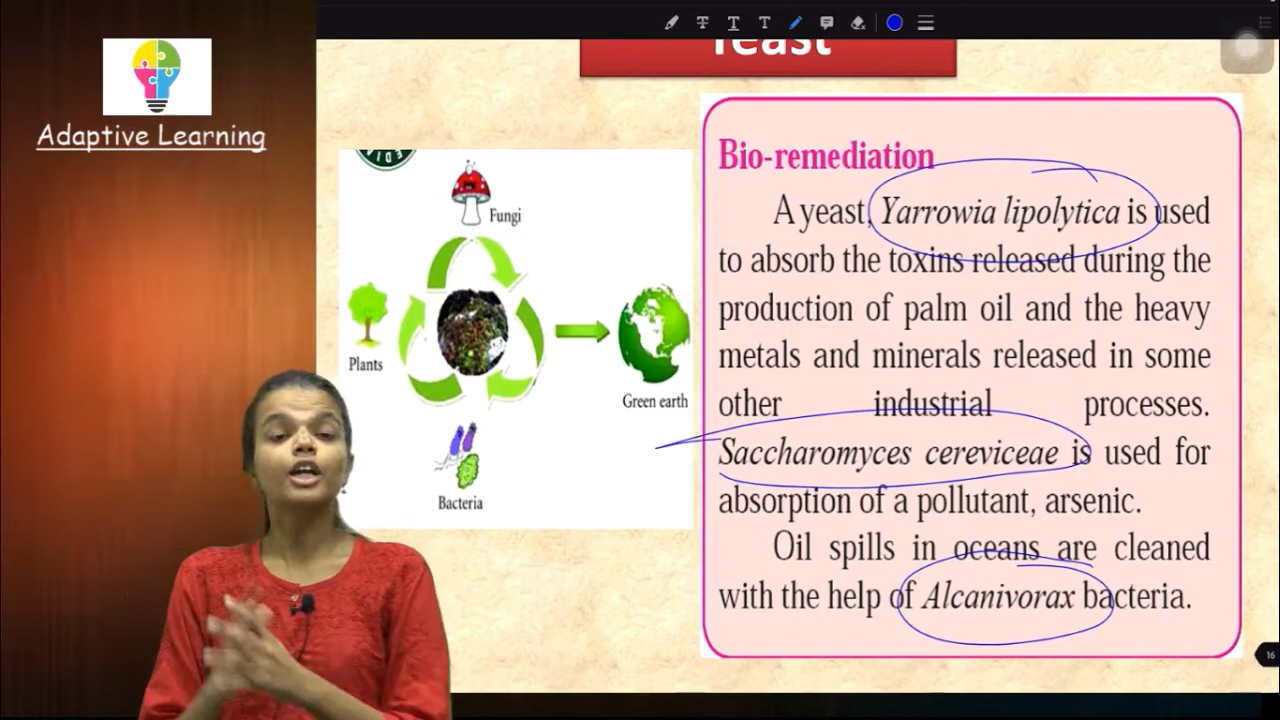 Adaptive Learning
Yeast
Bio-remediation
A yeast, Yarrowia lipolytica is used
to absorb the toxins released during the
production of palm oil and the heavy
metals and minerals released in some
other industrial processes.
Saccharomyces cereviceae is used for
absorption of a pollutant, arsenic.
Oil spills in oceans are cleaned
with the help of Alcanivorax bacteria.
Fungi
Plants
Green earth
Bacteria
16